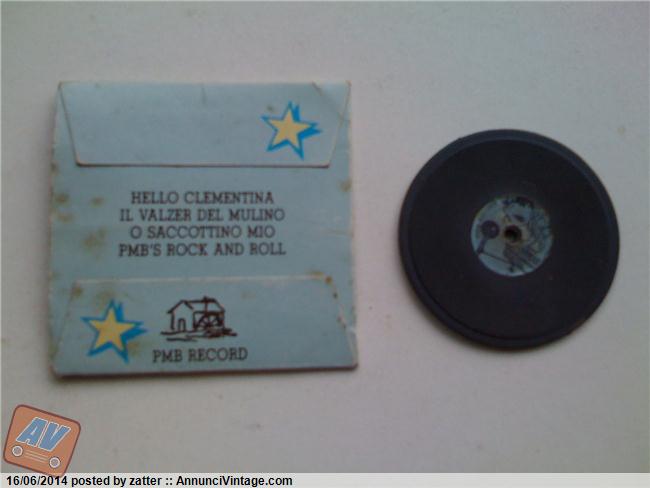 HELLO CLEMENTINA
IL VALZER DEL MULINO
O SACCOTTINO MIO
PMB'S ROCK AND ROLL
PMB RECORD
AV
16/06/2014 posted by zatter :: AnnunciVintage.com